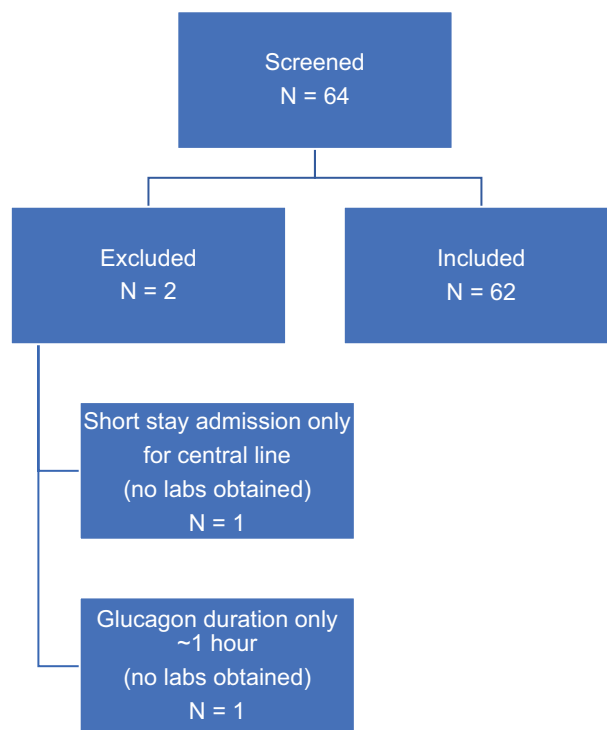 Screened
N = 64
Excluded
N = 2
Included
N = 62
Short stay admission only
for central line
(no labs obtained)
N = 1
Glucagon duration only
~1 hour
(no labs obtained)
N = 1